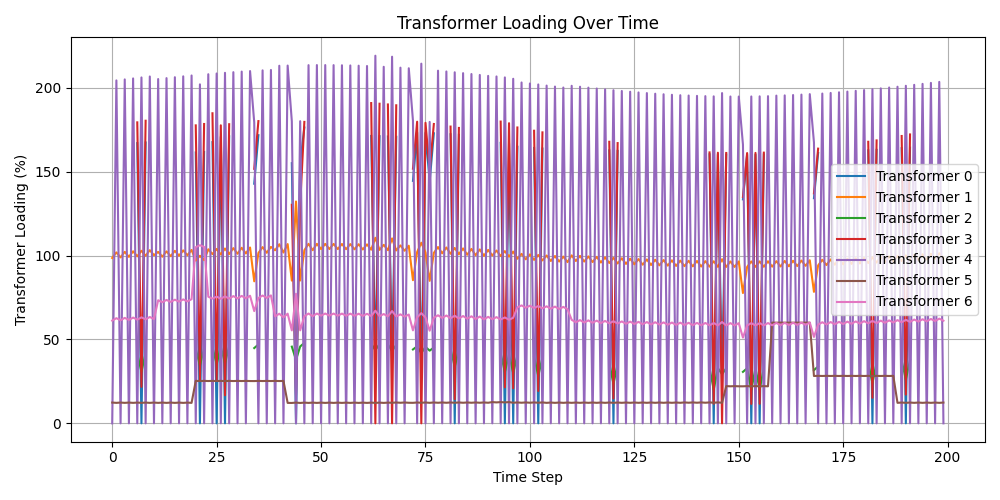 Transformer Loading Over Time
Transformer Loading (%)
200
150
100
50
0
Transformer 0
Transformer 1
Transformer 2
Transformer 3
Transformer 4
Transformer 5
Transformer 6
0 25 50 75 100 125 150 175 200
Time Step